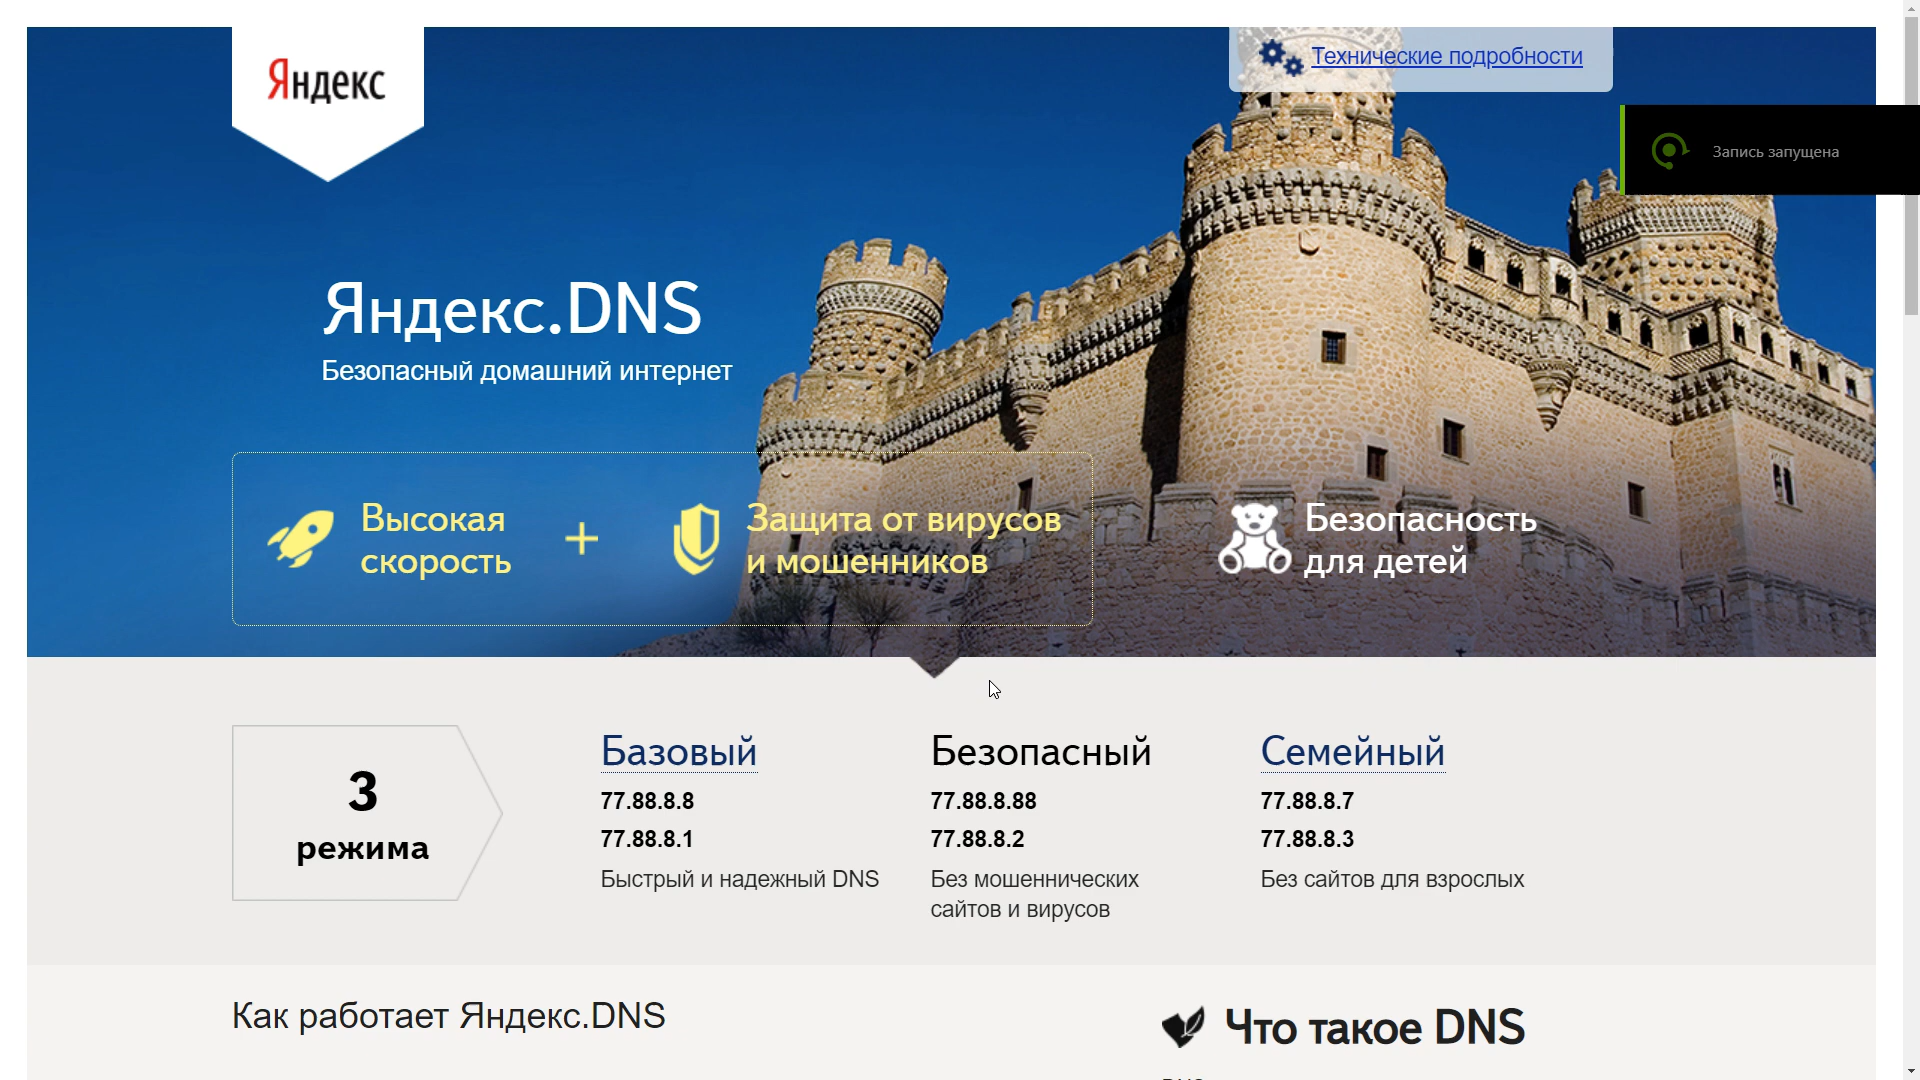 Яндекс
Технические подробности
Запись запущена
Яндекс.DNS
Безопасный домашний интернет
Высокая
скорость
+
Защита от вирусов
и мошенников
Безопасность
для детей
3
режима
Базовый
77.88.8.8
77.88.8.1
Быстрый и надежный DNS
Безопасный
77.88.8.88
77.88.8.2
Без мошеннических
сайтов и вирусов
Семейный
77.88.8.7
77.88.8.3
Без сайтов для взрослых
Как работает Яндекс.DNS
Что такое DNS